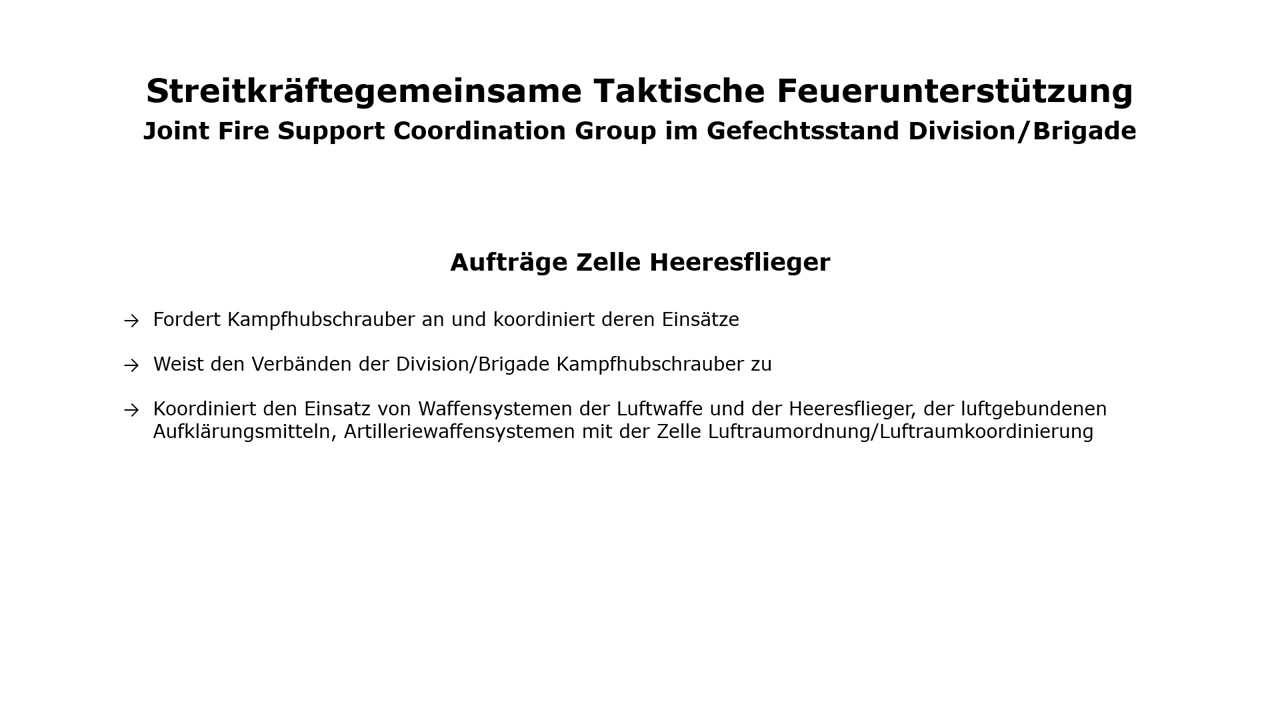 Streitkräftegemeinsame Taktische Feuerunterstützung
Joint Fire Support Coordination Group im Gefechtsstand Division/Brigade
Aufträge Zelle Heeresflieger
→ Fordert Kampfhubschrauber an und koordiniert deren Einsätze
→ Weist den Verbänden der Division/Brigade Kampfhubschrauber zu
→ Koordiniert den Einsatz von Waffensystemen der Luftwaffe und der Heeresflieger, der luftgebundenen
Aufklärungsmitteln, Artilleriewaffensystemen mit der Zelle Luftraumordnung/Luftraumkoordinierung